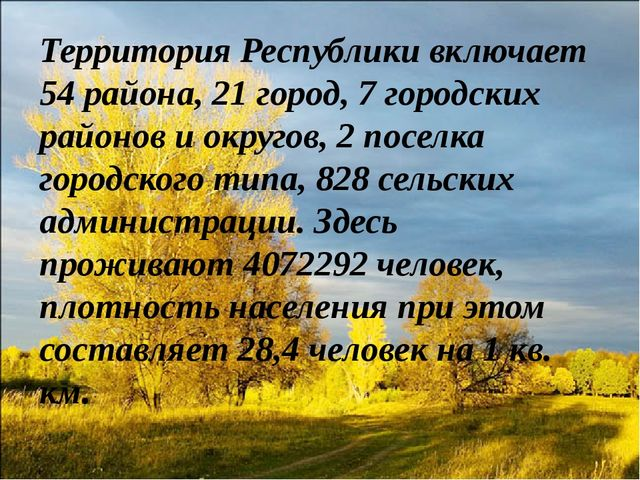 Территория Республики включает
54 района, 21 город, 7 городских
районов и округов, 2 поселка
городского типа, 828 сельских
администрации. Здесь
проживают 4072292 человек,
плотность населения при этом
составляет 28,4 человек на 1 кв.
км.